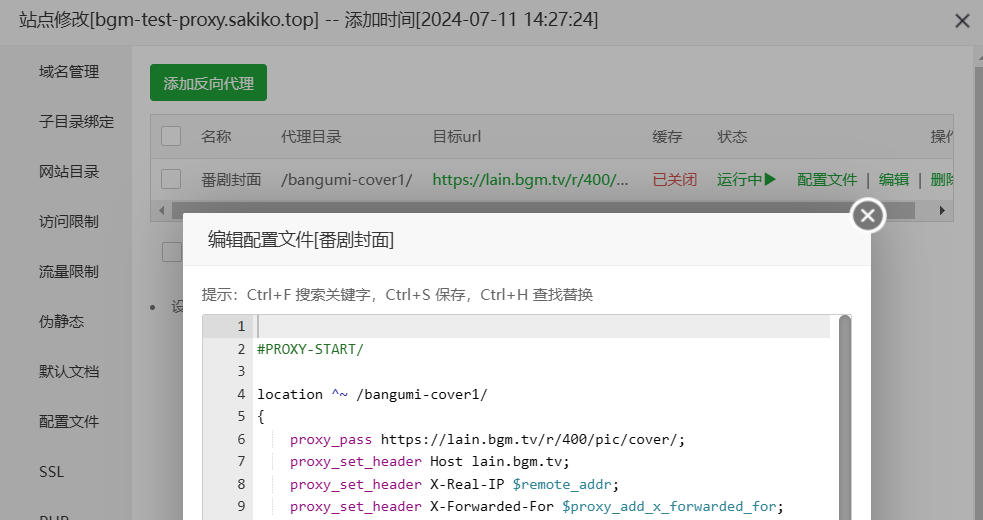 站点修改[bgm-test-proxy.sakiko.top] -- 添加时间[2024-07-11 14:27:24]
域名管理
添加反向代理
子目录绑定
名称 代理目录 目标url 缓存 状态 操作
网站目录
番剧封面 /bangumi-cover1/ https://lain.bgm.tv/r/400/... 已关闭 运行中 配置文件 | 编辑 | 删除
访问限制
编辑配置文件[番剧封面]
流量限制
提示：Ctrl+F 搜索关键字，Ctrl+S 保存，Ctrl+H 查找替换
设
伪静态
1
2 #PROXY-START/
默认文档
3
4 location ^~ /bangumi-cover1/
配置文件
5 {
6 proxy_pass https://lain.bgm.tv/r/400/pic/cover/;
7 proxy_set_header Host lain.bgm.tv;
SSL
8 proxy_set_header X-Real-IP $remote_addr;
9 proxy_set_header X-Forwarded-For $proxy_add_x_forwarded_for;
PHP